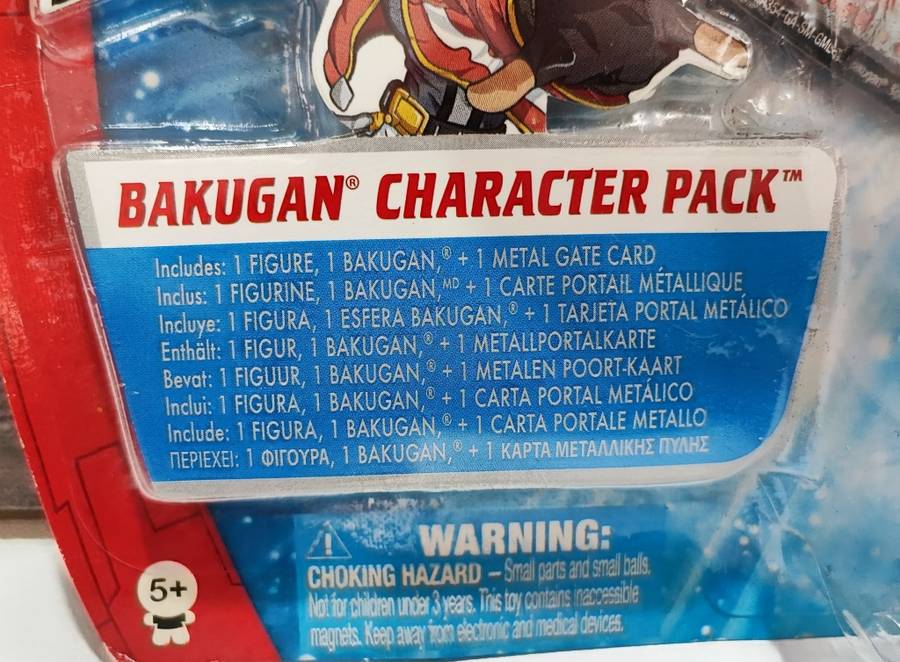 BAKUGAN® CHARACTER PACK™
Includes: 1 FIGURE, 1 BAKUGAN,® + 1 METAL GATE CARD
Inclus: 1 FIGURINE, 1 BAKUGAN,MD + 1 CARTE PORTAIL MÉTALLIQUE
Incluye: 1 FIGURA, 1 ESFERA BAKUGAN,® + 1 TARJETA PORTAL METÁLICO
Enthält: 1 FIGUR, 1 BAKUGAN,® + 1 METALLPORTALKARTE
Bevat: 1 FIGUUR, 1 BAKUGAN,® + 1 METALEN POORT-KAART
Inclui: 1 FIGURA, 1 BAKUGAN,® + 1 CARTA PORTAL METÁLICO
Include: 1 FIGURA, 1 BAKUGAN,® + 1 CARTA PORTALE METALLO
ΠΕΡΙΕΧΕΙ: 1 ΦΙΓΟΥΡΑ, 1 BAKUGAN,® + 1 ΚΑΡΤΑ ΜΕΤΑΛΛΙΚΗΣ ΠΥΛΗΣ
WARNING:
CHOKING HAZARD – Small parts and small balls.
Not for children under 3 years. This toy contains inaccessible
magnets. Keep away from electronic and medical devices.
5+